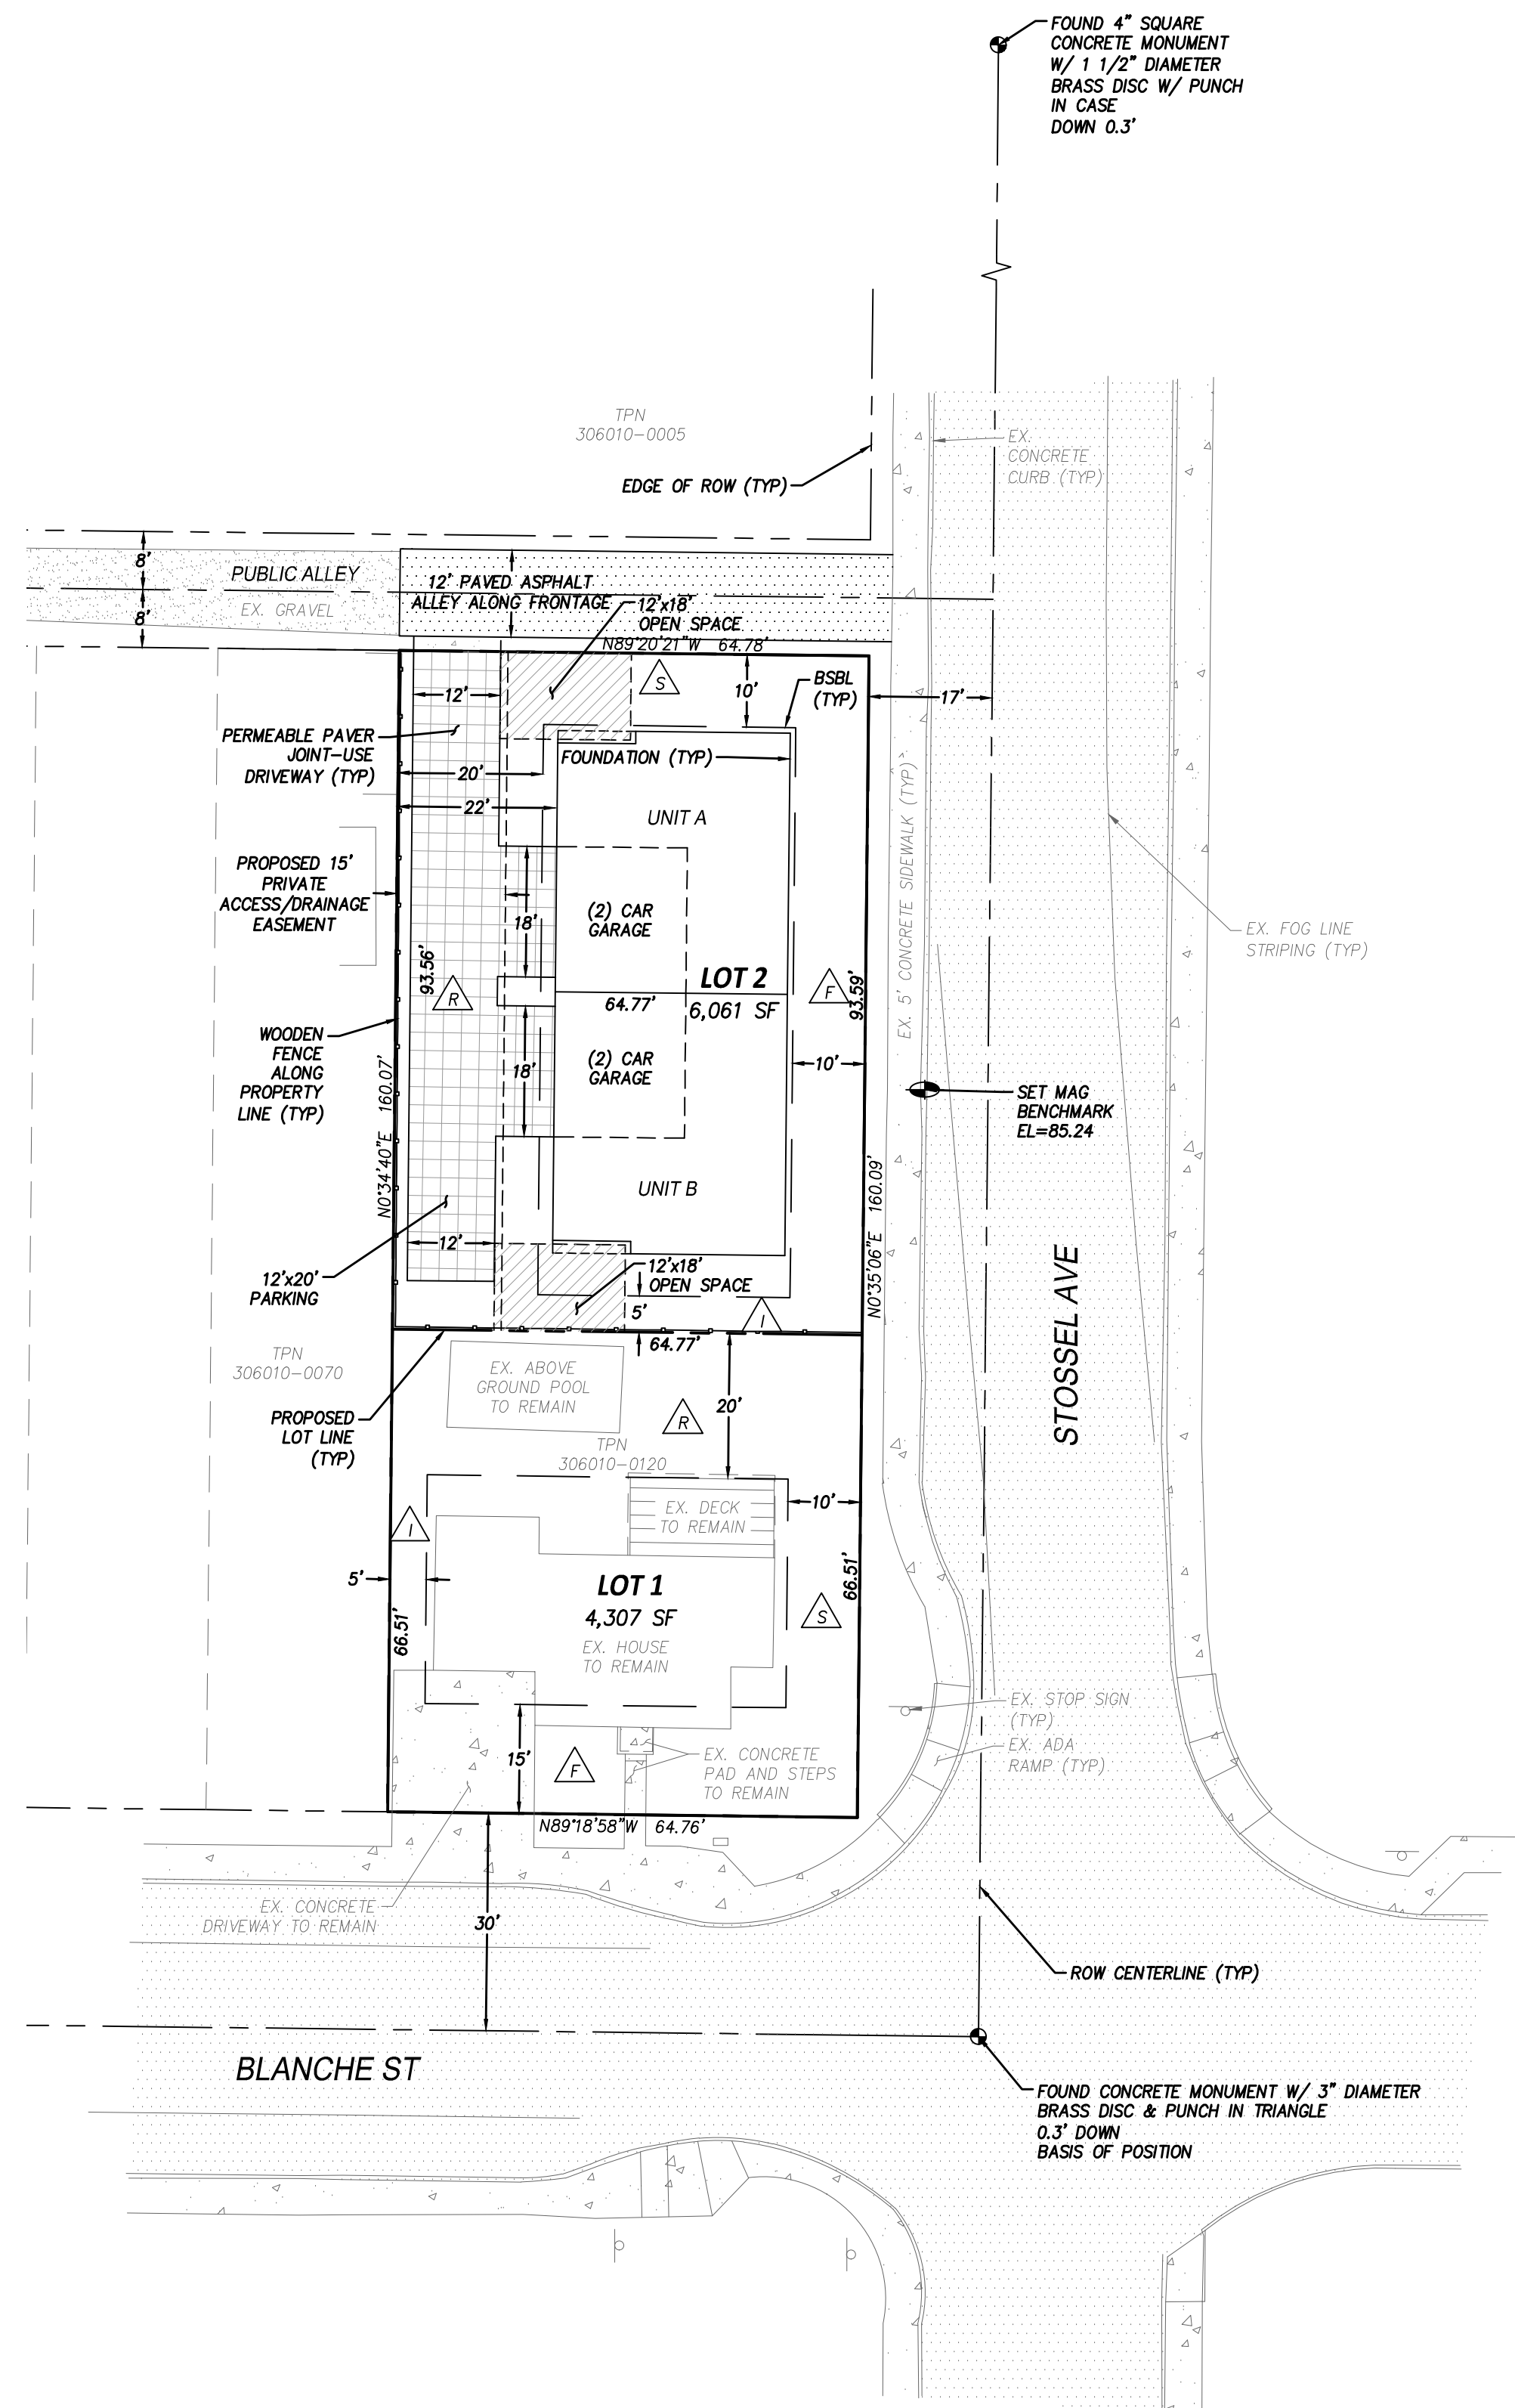 FOUND 4" SQUARE
CONCRETE MONUMENT
W/ 1 1/2" DIAMETER
BRASS DISC W/ PUNCH
IN CASE
DOWN 0.3'
TPN
306010-0005
EX.
CONCRETE
CURB (TYP)
EDGE OF ROW (TYP)
8'
8'
PUBLIC ALLEY
EX. GRAVEL
12' PAVED ASPHALT
ALLEY ALONG FRONTAGE
12'x18'
OPEN SPACE
N89°20'21"W 64.78'
S
10'
BSBL
(TYP)
17'
12'
PERMEABLE PAVER
JOINT-USE
DRIVEWAY (TYP)
20'
22'
FOUNDATION (TYP)
UNIT A
PROPOSED 15'
PRIVATE
ACCESS/DRAINAGE
EASEMENT
18'
(2) CAR
GARAGE
EX. 5' CONCRETE SIDEWALK (TYP)
EX. FOG LINE
STRIPING (TYP)
93.56'
R
LOT 2
64.77'
6,061 SF
F
93.59'
WOODEN
FENCE
ALONG
PROPERTY
LINE (TYP)
18'
(2) CAR
GARAGE
10'
SET MAG
BENCHMARK
EL=85.24
N0°34'40"E 160.07'
N0°35'06"E 160.09'
UNIT B
12'
12'x20'
PARKING
12'x18'
OPEN SPACE
5'
I
64.77'
STOSSEL AVE
TPN
306010-0070
EX. ABOVE
GROUND POOL
TO REMAIN
R
20'
PROPOSED
LOT LINE
(TYP)
TPN
306010-0120
EX. DECK
TO REMAIN
10'
I
5'
LOT 1
4,307 SF
EX. HOUSE
TO REMAIN
S
66.51'
66.51'
EX. STOP SIGN
(TYP)
EX. ADA
RAMP (TYP)
15'
F
EX. CONCRETE
PAD AND STEPS
TO REMAIN
N89°18'58"W 64.76'
EX. CONCRETE
DRIVEWAY TO REMAIN
30'
ROW CENTERLINE (TYP)
BLANCHE ST
FOUND CONCRETE MONUMENT W/ 3" DIAMETER
BRASS DISC & PUNCH IN TRIANGLE
0.3' DOWN
BASIS OF POSITION